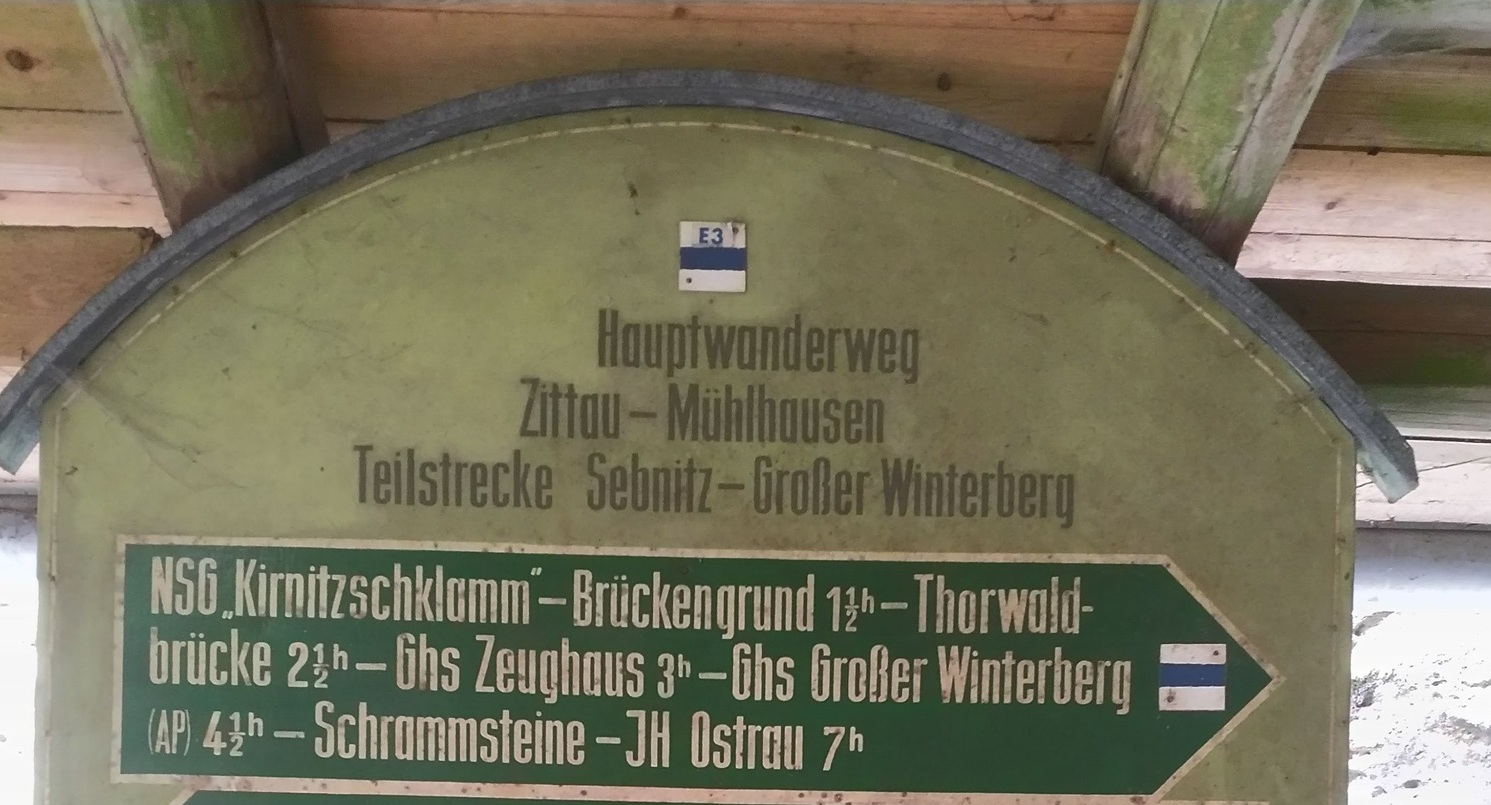 E3
Hauptwanderweg
Zittau – Mühlhausen
Teilstrecke Sebnitz – Großer Winterberg
NSG „Kirnitzschklamm“ – Brückengrund 1½h – Thorwald-
brücke 2½h – Ghs Zeughaus 3h – Ghs Großer Winterberg
(AP) 4½h – Schrammsteine – JH Ostrau 7h